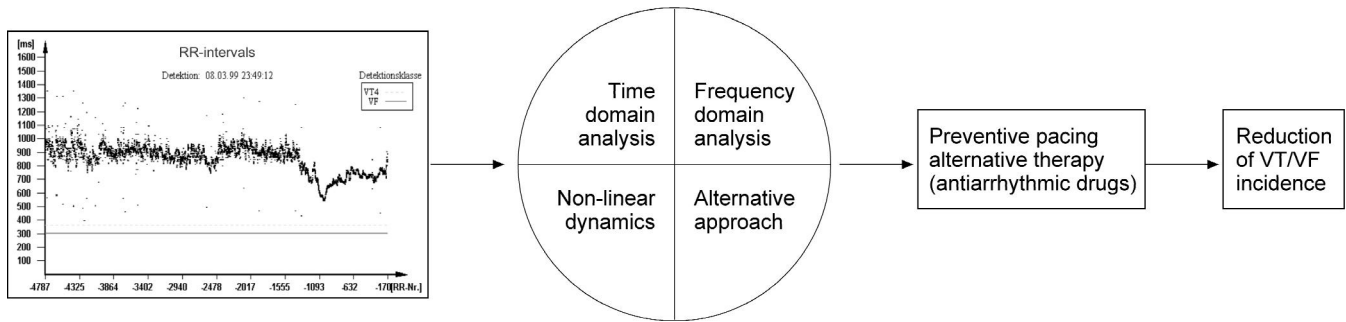 [ms]
RR-intervals
Detektion: 08.03.99 23:49:12
Detektionsklasse
VT4
VF
1600
1500
1400
1300
1200
1100
1000
900
800
700
600
500
400
300
200
100
-4787 -4325 -3864 -3402 -2940 -2478 -2017 -1555 -1093 -632 -170 [RR-Nr.]
Time
domain
analysis
Frequency
domain
analysis
Non-linear
dynamics
Alternative
approach
Preventive pacing
alternative therapy
(antiarrhythmic drugs)
Reduction
of VT/VF
incidence